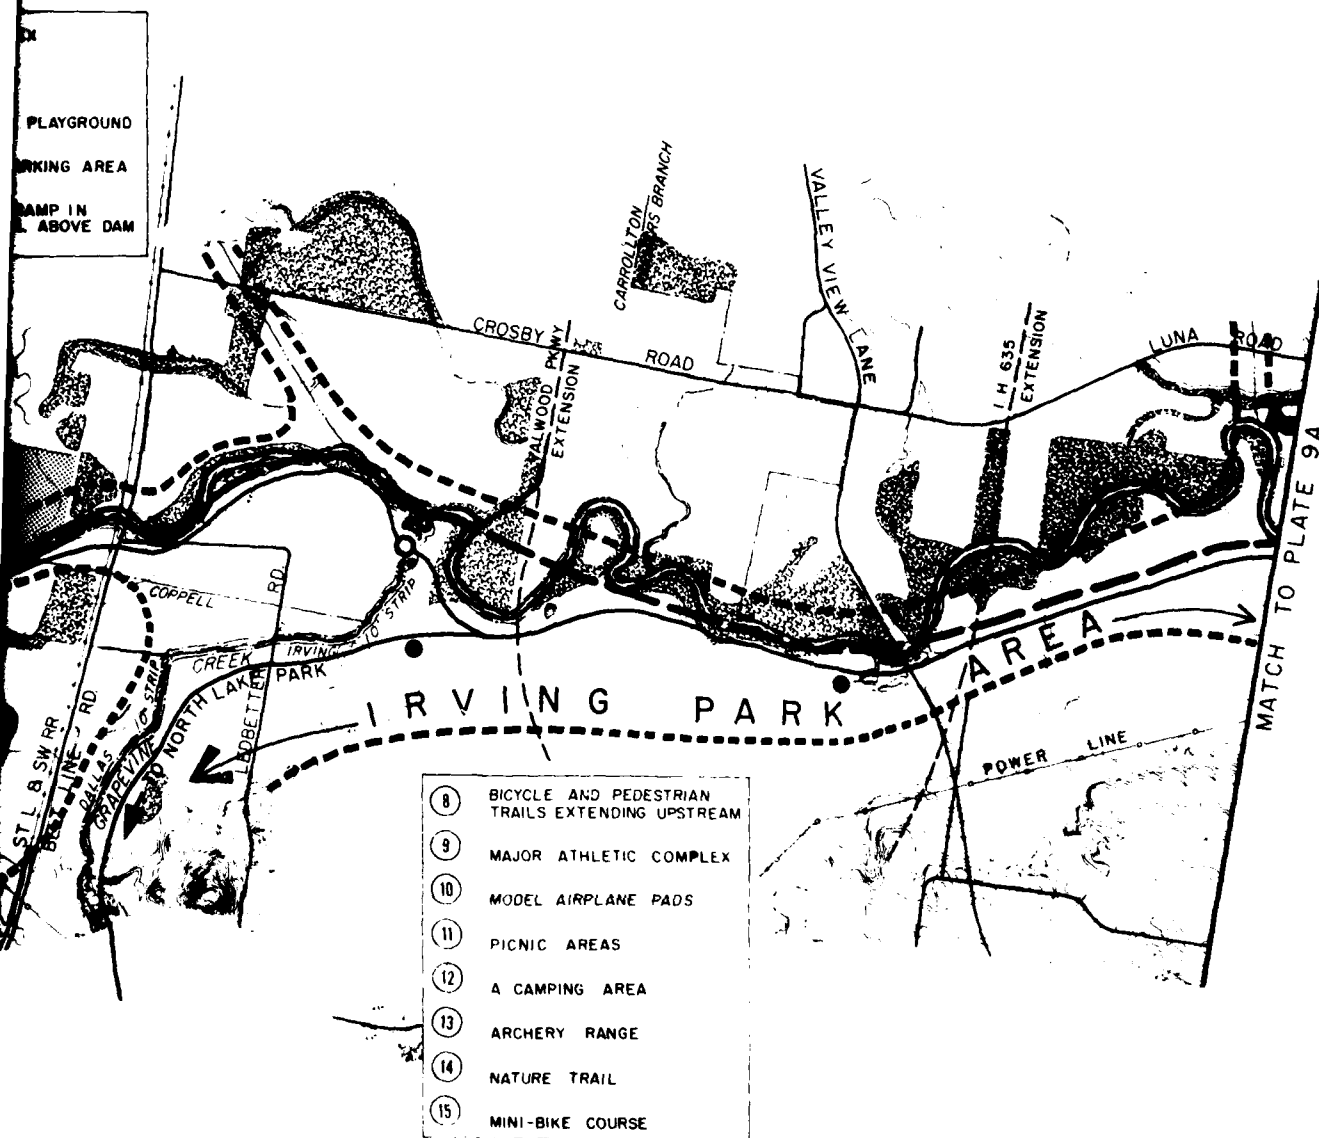 PLAYGROUND
AREA
IN
ABOVE DAM
CARROLLTON
BRANCH
VALLEY VIEW LANE
CROSBY ROAD
VALWOOD PKWY
EXTENSION
I H 635
EXTENSION
LUNA ROAD
MATCH TO PLATE 9A
COPPELL RD.
IRVING
TO STRIP
CREEK
TO NORTH LAKE PARK
LEDBETTER
DALLAS TO STRIP
GRAPEVINE
ST L & SW RR
BELT LINE RD.
IRVING PARK AREA
POWER LINE
8 BICYCLE AND PEDESTRIAN
TRAILS EXTENDING UPSTREAM
9 MAJOR ATHLETIC COMPLEX
10 MODEL AIRPLANE PADS
11 PICNIC AREAS
12 A CAMPING AREA
13 ARCHERY RANGE
14 NATURE TRAIL
15 MINI-BIKE COURSE